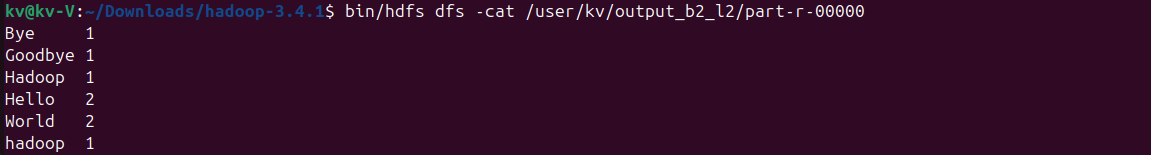 kv@kv-V:~/Downloads/hadoop-3.4.1$ bin/hdfs dfs -cat /user/kv/output_b2_l2/part-r-00000
Bye     1
Goodbye 1
Hadoop  1
Hello   2
World   2
hadoop  1